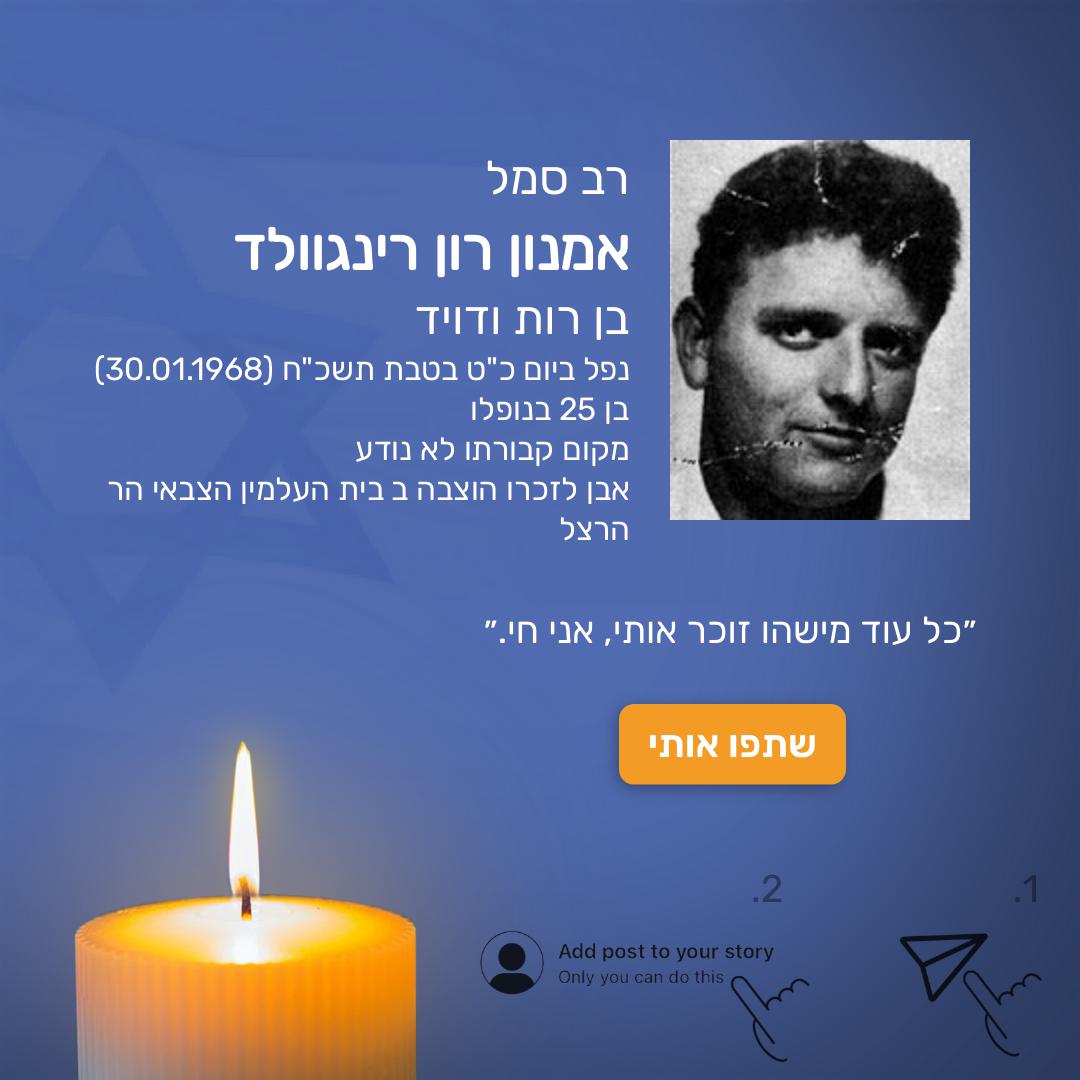 רב סמל
אמנון רון רינגוולד
בן רות ודויד
נפל ביום כ"ט בטבת תשכ"ח (30.01.1968)
בן 25 בנופלו
מקום קבורתו לא נודע
אבן לזכרו הוצבה ב בית העלמין הצבאי הר
הרצל
״כל עוד מישהו זוכר אותי, אני חי.״
שתפו אותי
1.
2.
Add post to your story
Only you can do this